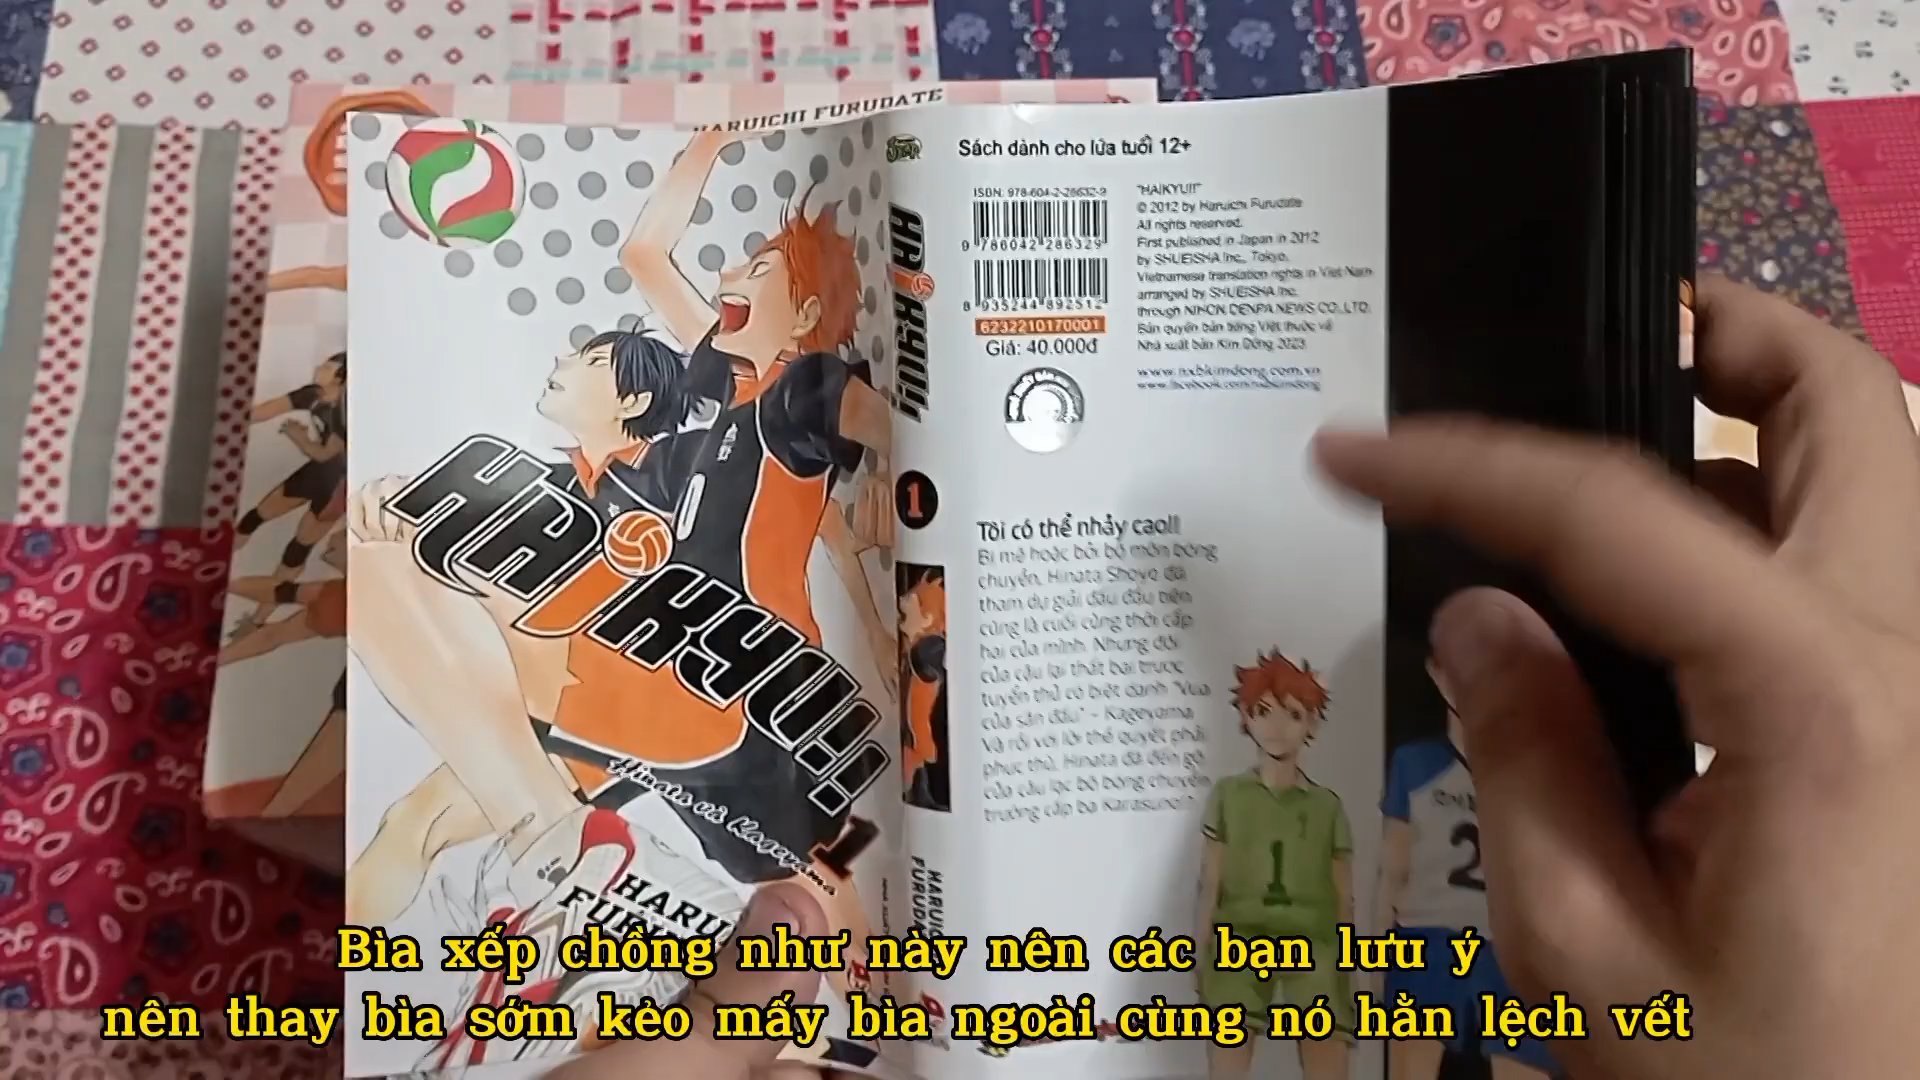 HARUICHI FURUDATE
HAIKYU!!
Hinata và Kageyama
1
HAIKYU!!
1
Sách dành cho lứa tuổi 12+
ISBN: 978-604-2-28632-9
9 786042 286329
8 935244 892512
6232210170001
Giá: 40.000đ
"HAIKYU!!"
© 2012 by Haruichi Furudate
All rights reserved.
First published in Japan in 2012
by SHUEISHA Inc., Tokyo.
Vietnamese translation rights in Viet Nam
arranged by SHUEISHA Inc.
through NIHON DENPA NEWS CO.,LTD.
Bản quyền bản tiếng Việt thuộc về
Nhà xuất bản Kim Đồng 2023
www.nxbkimdong.com.vn
www.facebook.com/nxbkimdong
Tôi có thể nhảy cao!!
Bị mê hoặc bởi bộ môn bóng
chuyền, Hinata Shoyo đã
tham dự giải đấu đầu tiên
cũng là cuối cùng thời cấp
hai của mình. Nhưng đội
của cậu lại thất bại trước
tuyển thủ có biệt danh "Vua
của sân đấu" - Kageyama.
Và rồi với lời thề quyết phải
phục thù, Hinata đã đến gõ
cửa câu lạc bộ bóng chuyền
trường cấp ba Karasuno!
1
2
Bìa xếp chồng như này nên các bạn lưu ý
nên thay bìa sớm kẻo mấy bìa ngoài cùng nó hằn lệch vết